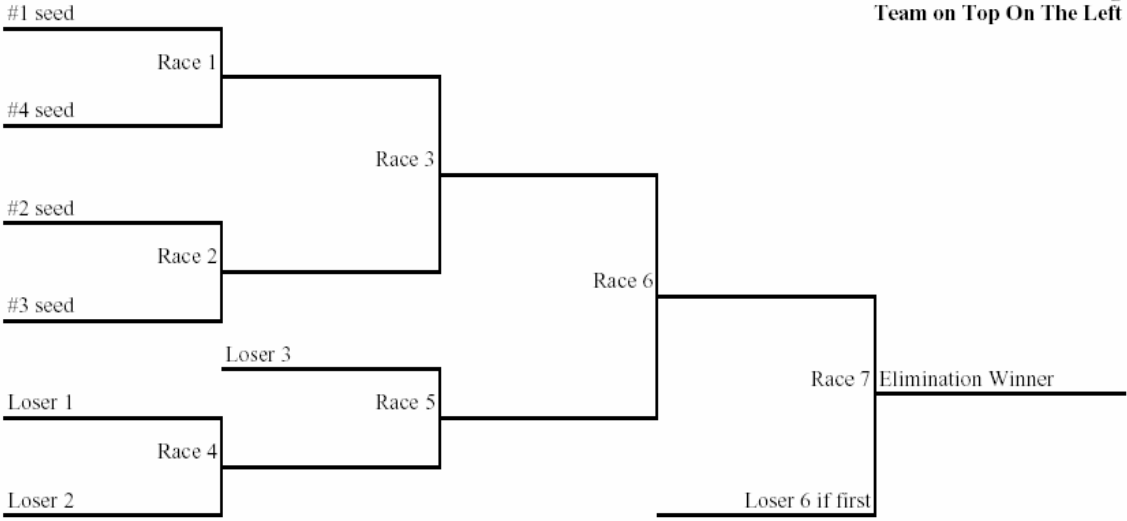 #1 seed
Team on Top On The Left
Race 1
#4 seed
Race 3
#2 seed
Race 2
Race 6
#3 seed
Loser 3
Race 7 Elimination Winner
Loser 1
Race 5
Race 4
Loser 2
Loser 6 if first